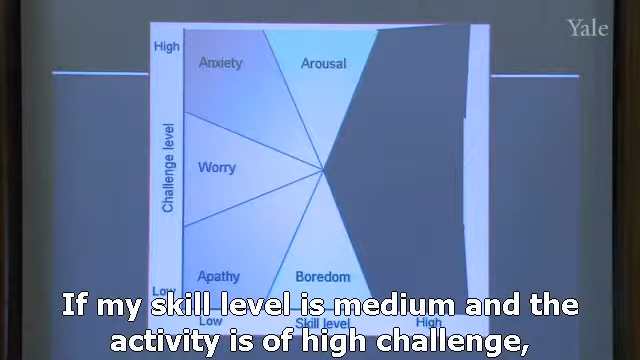 Yale
High
Anxiety
Arousal
Challenge level
Worry
Apathy
Boredom
Low
Low
Skill level
High
If my skill level is medium and the
activity is of high challenge,